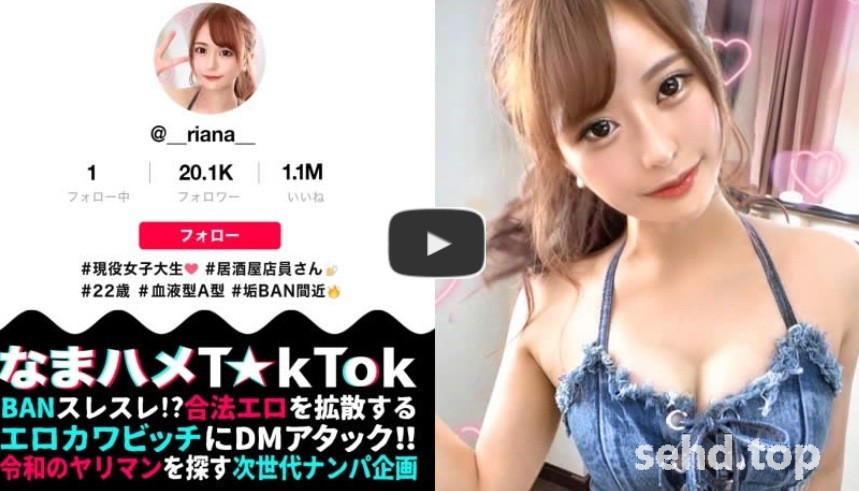 @__riana__
1 20.1K 1.1M
フォロー中 フォロワー いいね
フォロー
#現役女子大生💗 #居酒屋店員さん🍻
#22歳 #血液型A型 #垢BAN間近🔥
なまハメT★kTok
BANスレスレ!?合法エロを拡散する
エロカワビッチにDMアタック!!
令和のヤリマンを探す次世代ナンパ企画
sehd.top